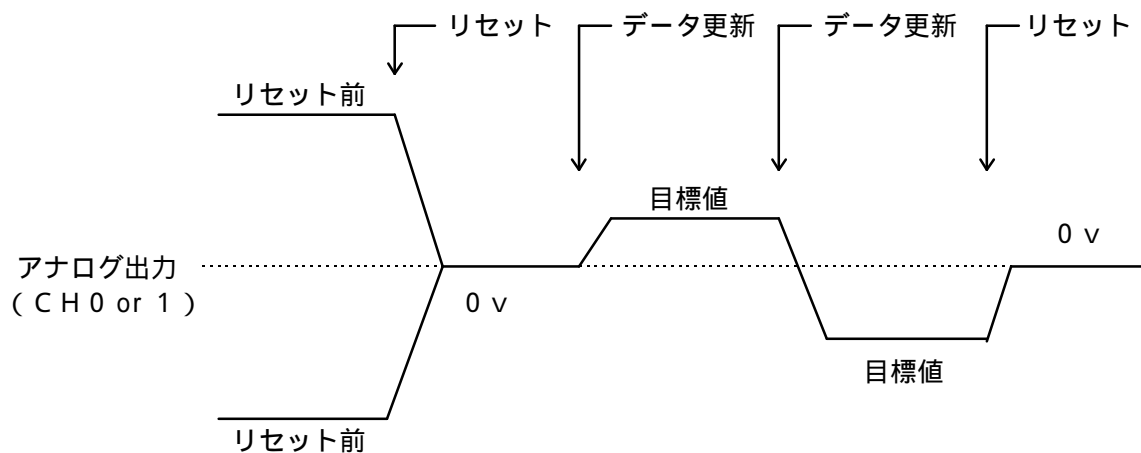 リセット
データ更新
データ更新
リセット
リセット前
目標値
0 v
アナログ出力
( C H 0 or 1 )
0 v
目標値
リセット前